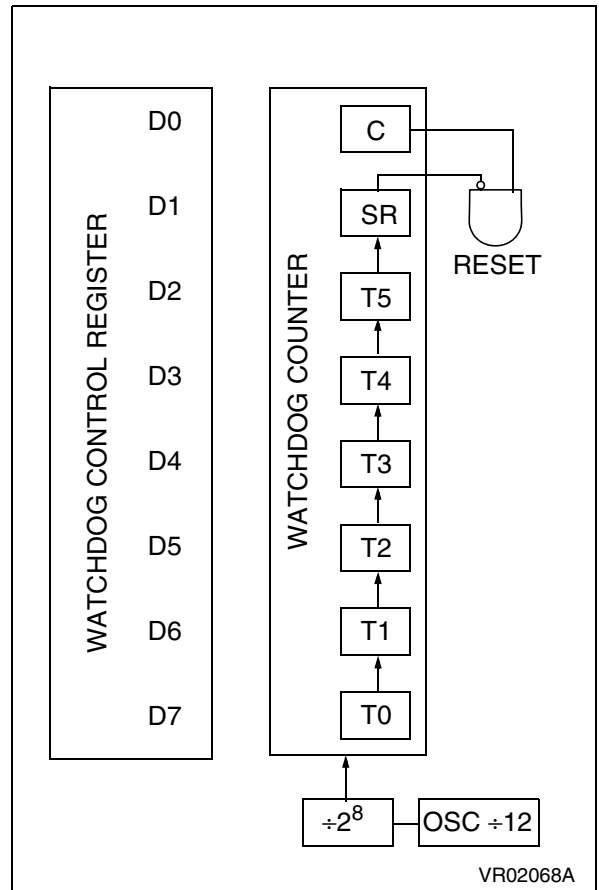 WATCHDOG CONTROL REGISTER
D0
D1
D2
D3
D4
D5
D6
D7
WATCHDOG COUNTER
C
SR
T5
T4
T3
T2
T1
T0
RESET
÷2⁸
OSC ÷12
VR02068A